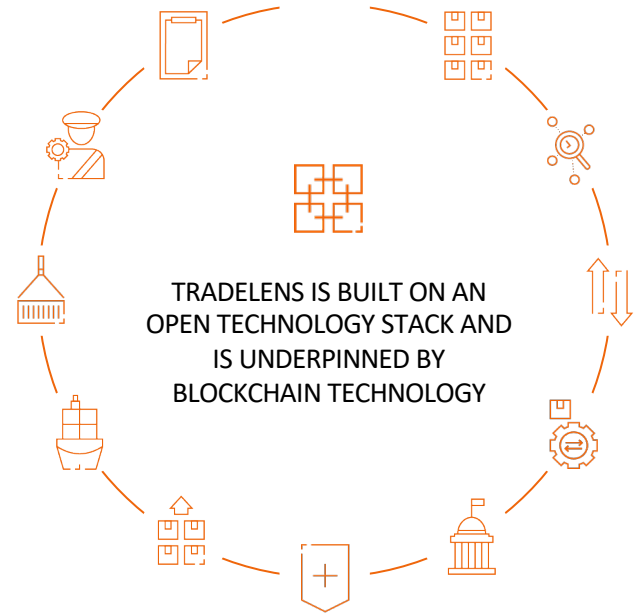 TRADELENS IS BUILT ON AN
OPEN TECHNOLOGY STACK AND
IS UNDERPINNED BY
BLOCKCHAIN TECHNOLOGY